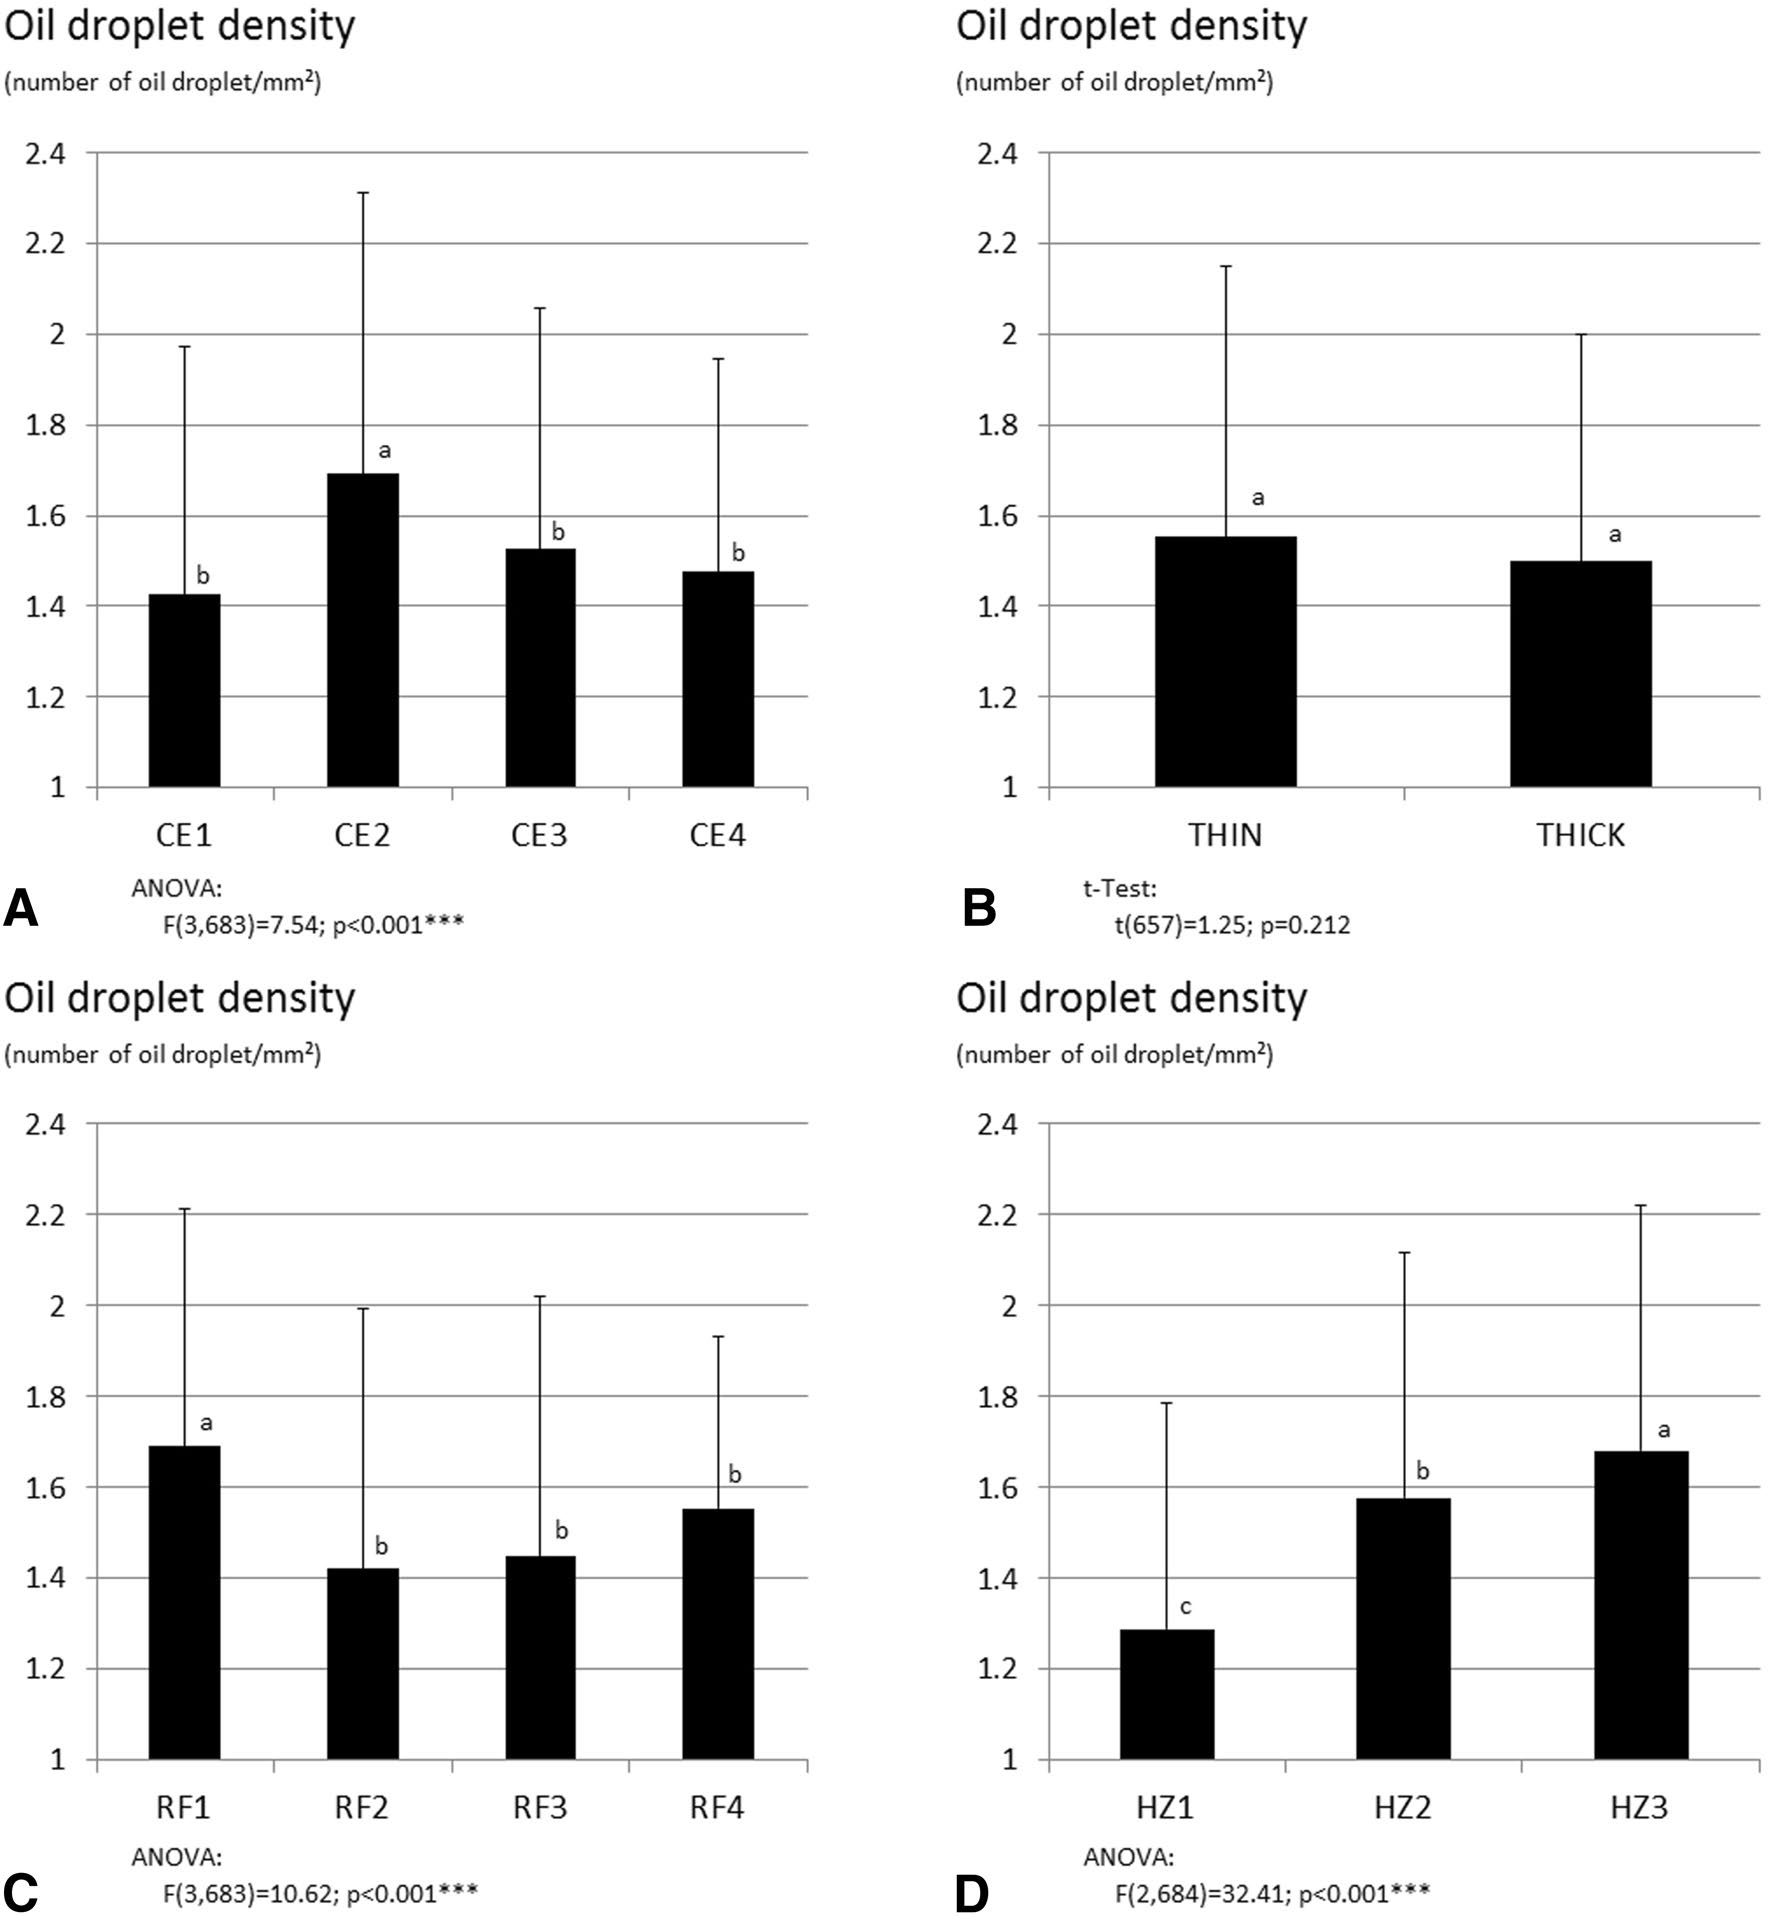 Oil droplet density
(number of oil droplet/mm²)
2.4
2.2
2
1.8
1.6
1.4
1.2
1
a
b
b
b
CE1 CE2 CE3 CE4
ANOVA:
F(3,683)=7.54; p<0.001***
A
Oil droplet density
(number of oil droplet/mm²)
2.4
2.2
2
1.8
1.6
1.4
1.2
1
a
a
THIN THICK
t-Test:
t(657)=1.25; p=0.212
B
Oil droplet density
(number of oil droplet/mm²)
2.4
2.2
2
1.8
1.6
1.4
1.2
1
a
b
b
b
RF1 RF2 RF3 RF4
ANOVA:
F(3,683)=10.62; p<0.001***
C
Oil droplet density
(number of oil droplet/mm²)
2.4
2.2
2
1.8
1.6
1.4
1.2
1
a
b
c
HZ1 HZ2 HZ3
ANOVA:
F(2,684)=32.41; p<0.001***
D